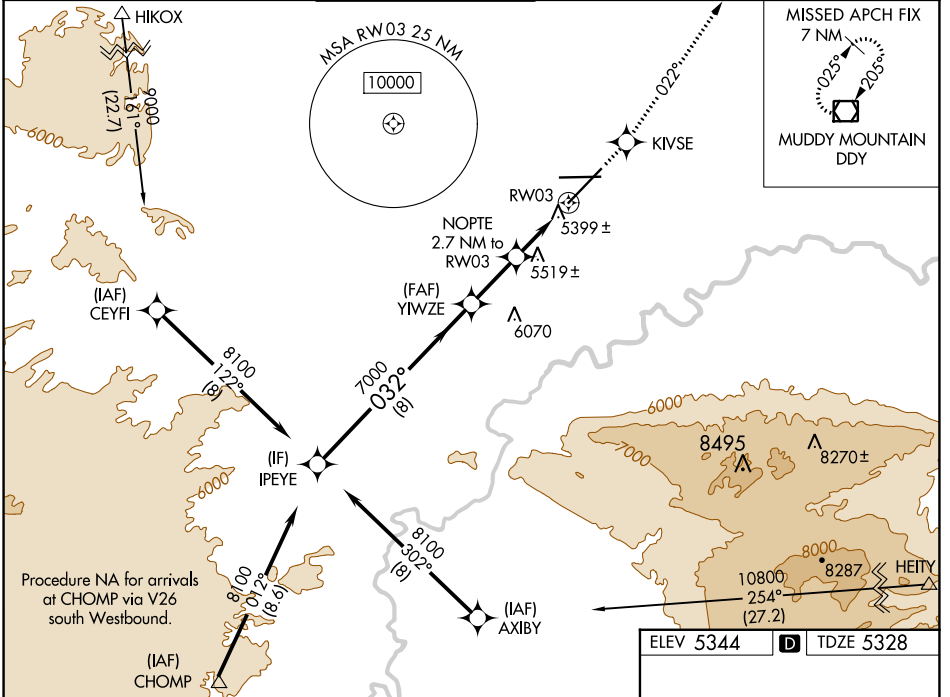 HIKOX
9000
161°
(22.7)
6000
MSA RW03 25 NM
10000
022°
MISSED APCH FIX
7 NM
025°
205°
MUDDY MOUNTAIN
DDY
KIVSE
RW03
5399 ±
NOPTE
2.7 NM to
RW03
5519 ±
(FAF)
YIWZE
6070
(IAF)
CEYFI
8100
122°
(8)
7000
032°
(8)
6000
(IF)
IPEYE
6000
7000
8495
8270 ±
8000
8287
HEITY
10800
254°
(27.2)
8100
302°
(8)
(IAF)
AXIBY
Procedure NA for arrivals
at CHOMP via V26
south Westbound.
8100
012°
(8.6)
(IAF)
CHOMP
ELEV 5344 D TDZE 5328